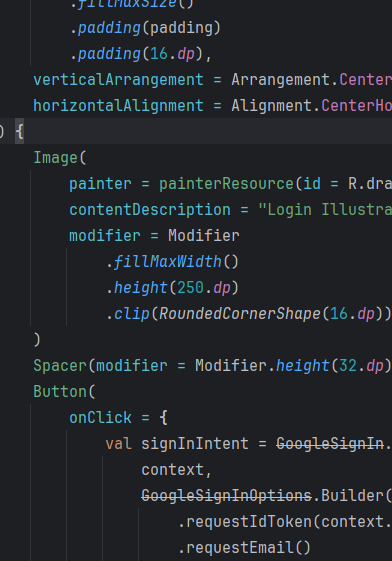 .fillMaxSize()
.padding(padding)
.padding(16.dp),
verticalArrangement = Arrangement.Center
horizontalAlignment = Alignment.CenterHo
) {
Image(
painter = painterResource(id = R.dra
contentDescription = "Login Illustra
modifier = Modifier
.fillMaxWidth()
.height(250.dp)
.clip(RoundedCornerShape(16.dp))
)
Spacer(modifier = Modifier.height(32.dp)
Button(
onClick = {
val signInIntent = GoogleSignIn.
context,
GoogleSignInOptions.Builder(
.requestIdToken(context.
.requestEmail()